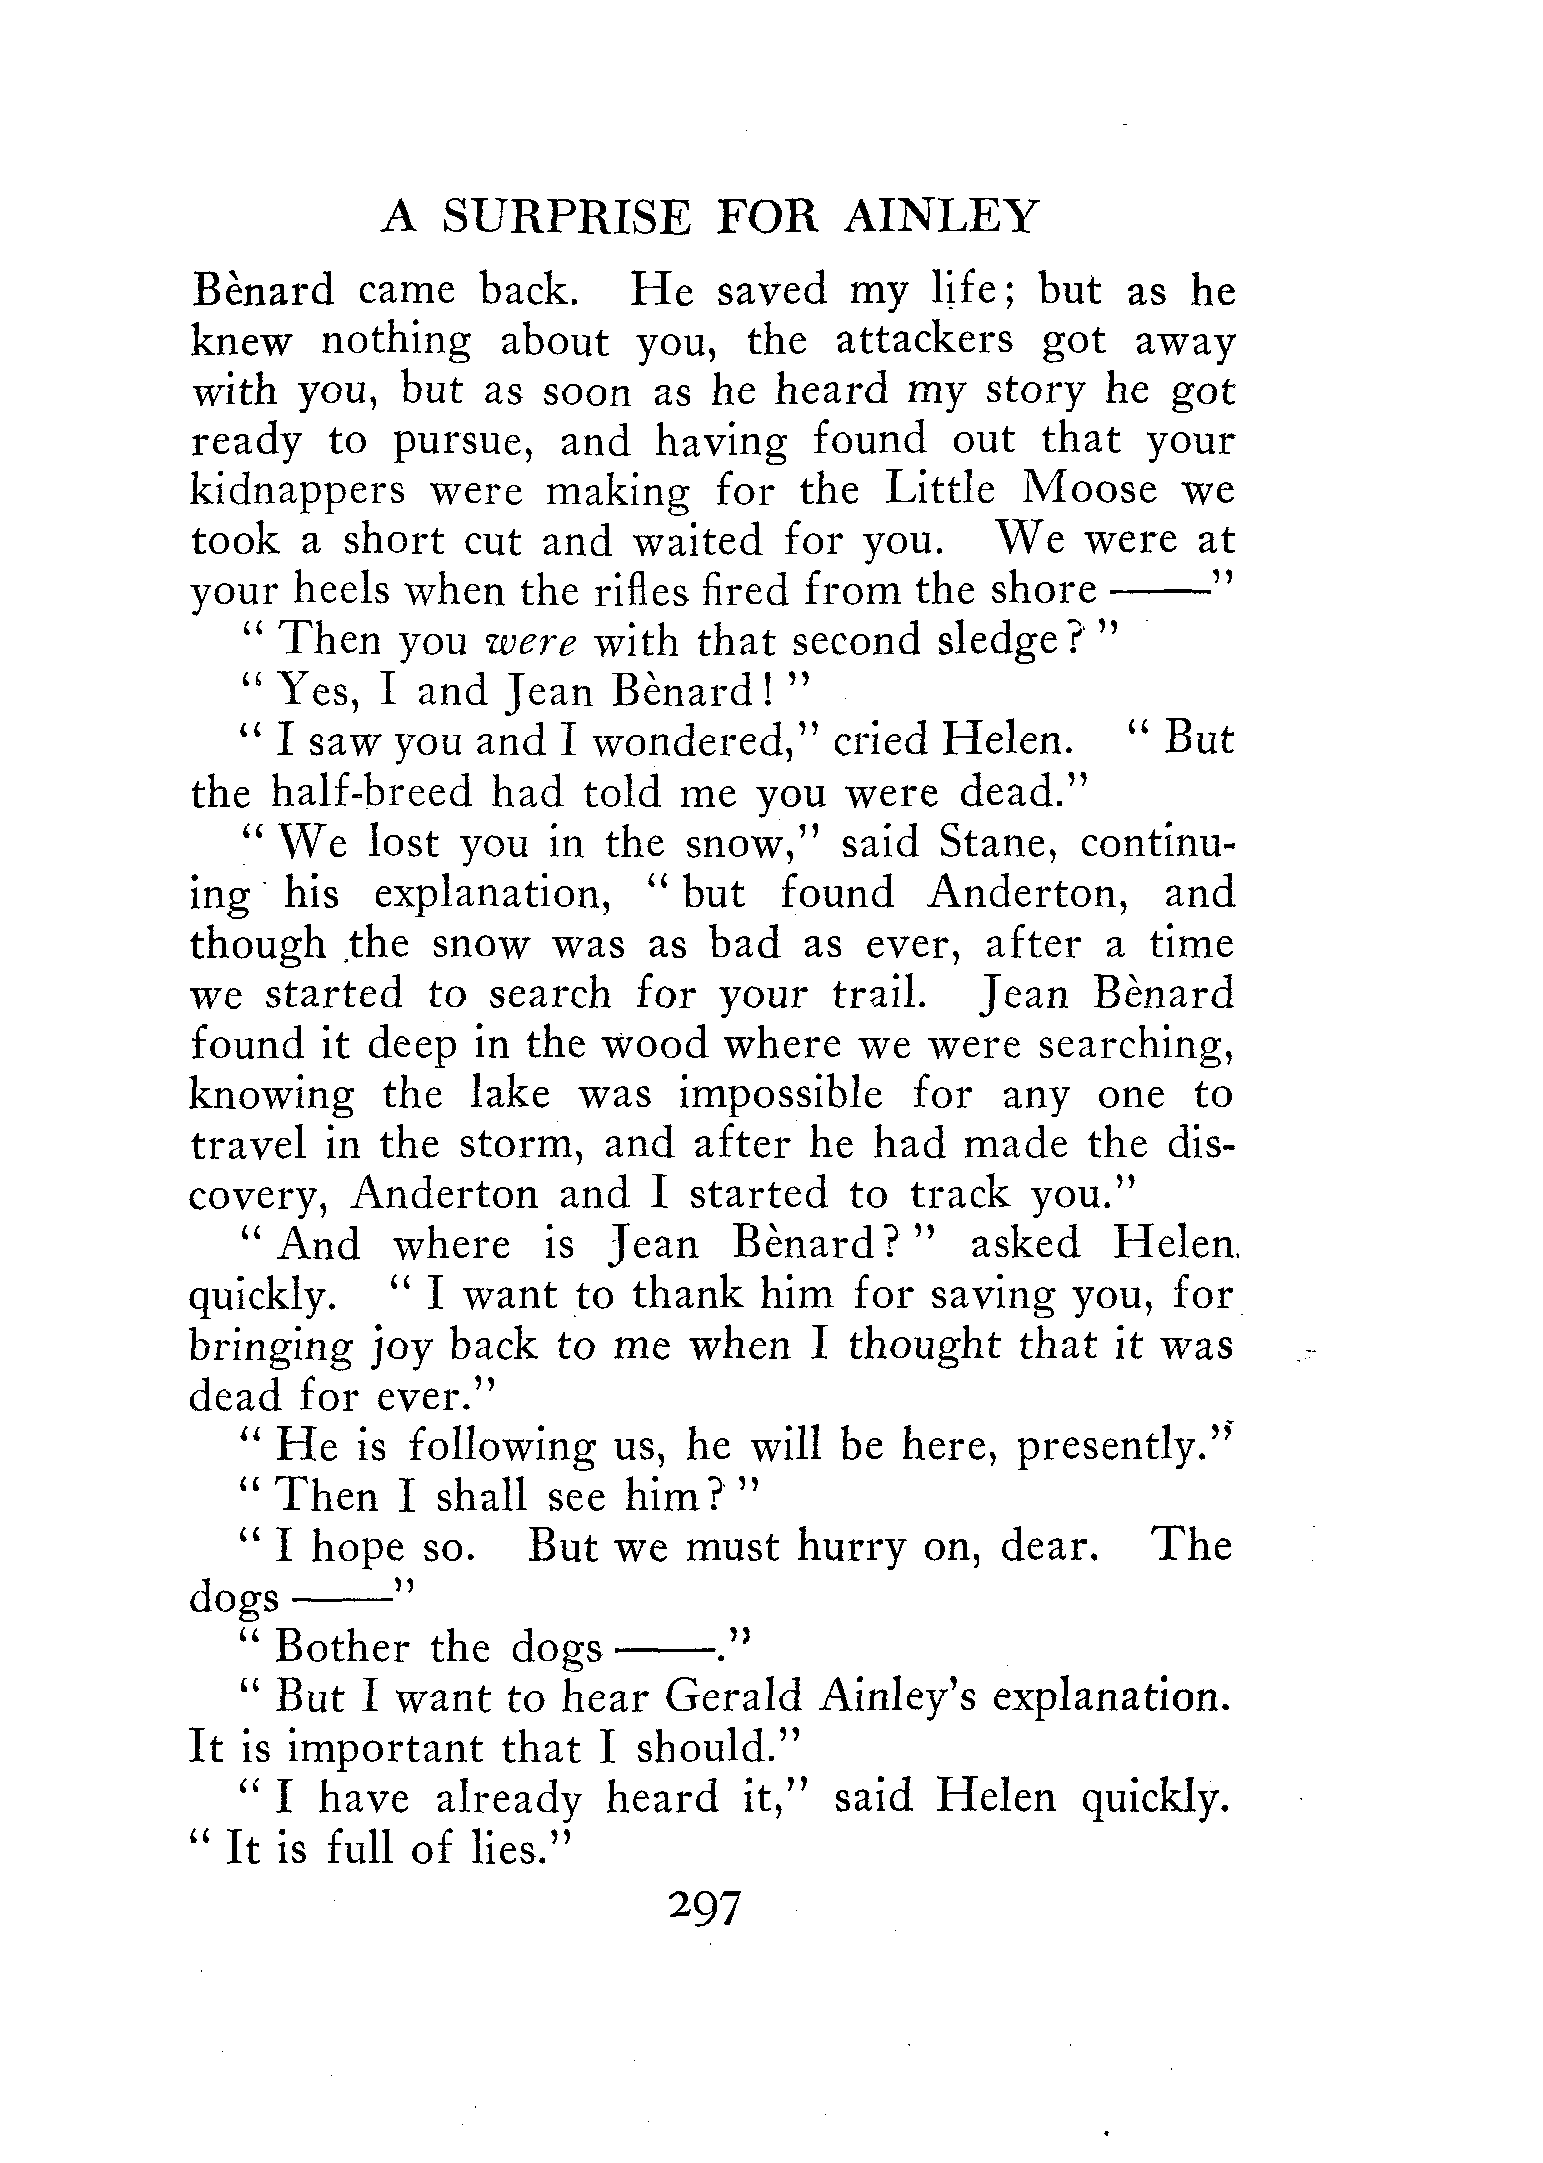 A SURPRISE FOR AINLEY
Bènard came back. He saved my life; but as he
knew nothing about you, the attackers got away
with you, but as soon as he heard my story he got
ready to pursue, and having found out that your
kidnappers were making for the Little Moose we
took a short cut and waited for you. We were at
your heels when the rifles fired from the shore ——"
" Then you were with that second sledge? "
" Yes, I and Jean Bènard! "
" I saw you and I wondered," cried Helen. " But
the half-breed had told me you were dead."
" We lost you in the snow," said Stane, continu-
ing his explanation, " but found Anderton, and
though the snow was as bad as ever, after a time
we started to search for your trail. Jean Bènard
found it deep in the wood where we were searching,
knowing the lake was impossible for any one to
travel in the storm, and after he had made the dis-
covery, Anderton and I started to track you."
" And where is Jean Bènard? " asked Helen.
quickly. " I want to thank him for saving you, for
bringing joy back to me when I thought that it was
dead for ever."
" He is following us, he will be here, presently."
" Then I shall see him? "
" I hope so. But we must hurry on, dear. The
dogs ——"
" Bother the dogs ——."
" But I want to hear Gerald Ainley's explanation.
It is important that I should."
" I have already heard it," said Helen quickly.
" It is full of lies."
297